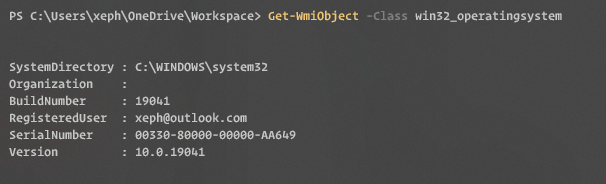 PS C:\Users\xeph\OneDrive\Workspace> Get-WmiObject -Class win32_operatingsystem
SystemDirectory : C:\WINDOWS\system32
Organization    :
BuildNumber     : 19041
RegisteredUser  : xeph@outlook.com
SerialNumber    : 00330-80000-00000-AA649
Version         : 10.0.19041